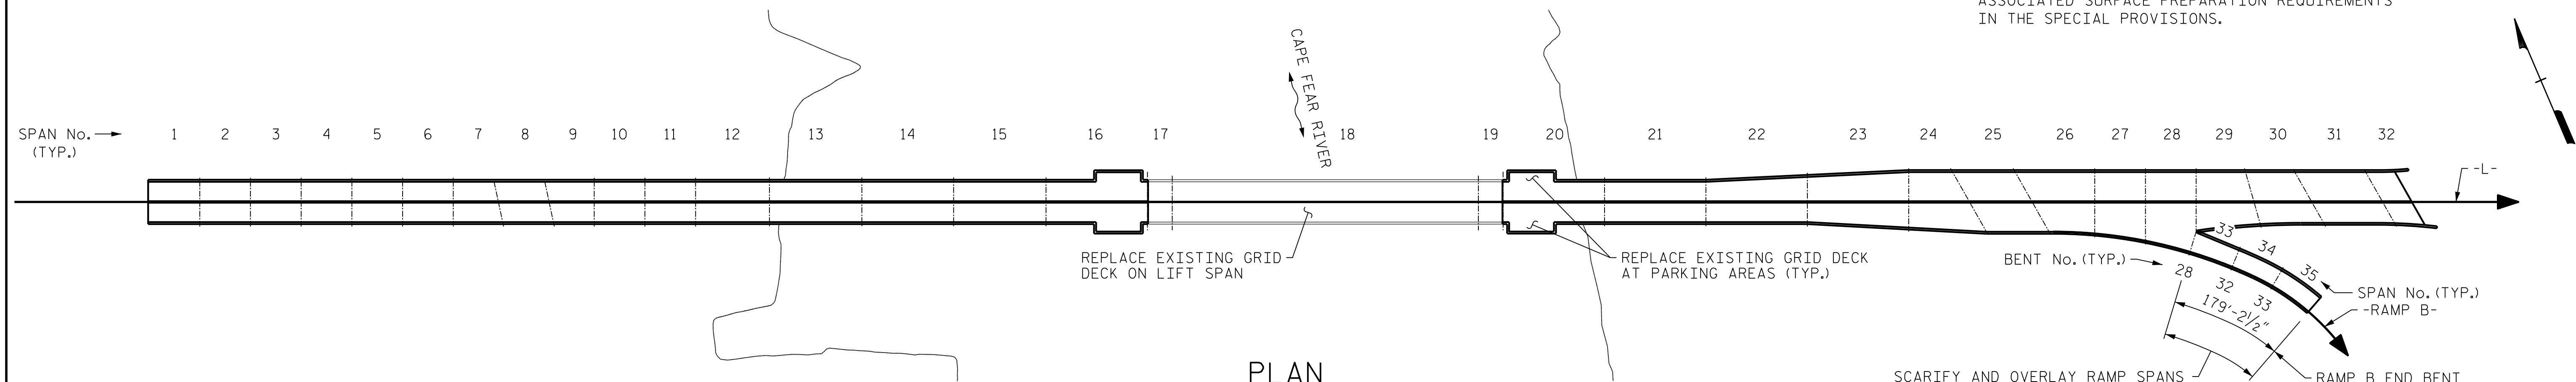 ASSOCIATED SURFACE PREPARATION REQUIREMENTS
IN THE SPECIAL PROVISIONS.
CAPE FEAR RIVER
SPAN No.
(TYP.)
1 2 3 4 5 6 7 8 9 10 11 12 13 14 15 16 17 18 19 20 21 22 23 24 25 26 27 28 29 30 31 32
-L-
REPLACE EXISTING GRID
DECK ON LIFT SPAN
REPLACE EXISTING GRID DECK
AT PARKING AREAS (TYP.)
BENT No.(TYP.)
33 34 35
28 32 33
SPAN No.(TYP.)
-RAMP B-
179'-2½"
PLAN
SCARIFY AND OVERLAY RAMP SPANS
RAMP B END BENT